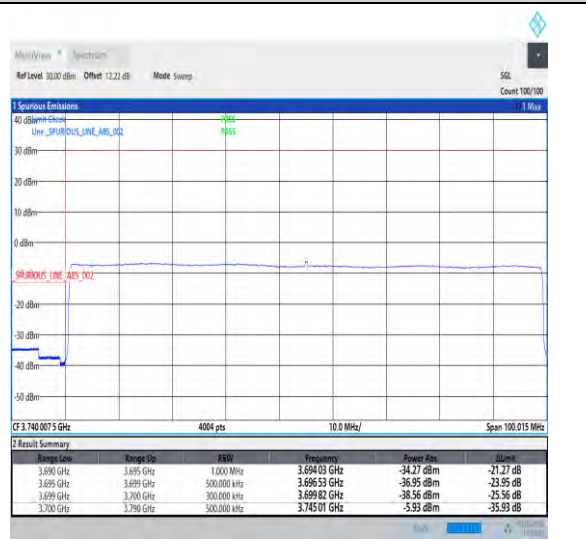 MultiView Spectrum
Ref Level 30.00 dBm Offset 12.22 dB Mode Sweep SGL
Count 100/100
1 Spurious Emissions 1 Max
40 dBm Limit Check PASS
Line _SPURIOUS_LINE_ABS_002 PASS
30 dBm
20 dBm
10 dBm
0 dBm
_SPURIOUS_LINE_ABS_002
-20 dBm
-30 dBm
-40 dBm
-50 dBm
CF 3.740 007 5 GHz 4004 pts 10.0 MHz/ Span 100.015 MHz
2 Result Summary
Range Low Range Up RBW Frequency Power Abs ΔLimit
3.690 GHz 3.695 GHz 1.000 MHz 3.694 03 GHz -34.27 dBm -21.27 dB
3.695 GHz 3.699 GHz 500.000 kHz 3.696 53 GHz -36.95 dBm -23.95 dB
3.699 GHz 3.700 GHz 300.000 kHz 3.699 82 GHz -38.56 dBm -25.56 dB
3.700 GHz 3.790 GHz 500.000 kHz 3.745 01 GHz -5.93 dBm -35.93 dB